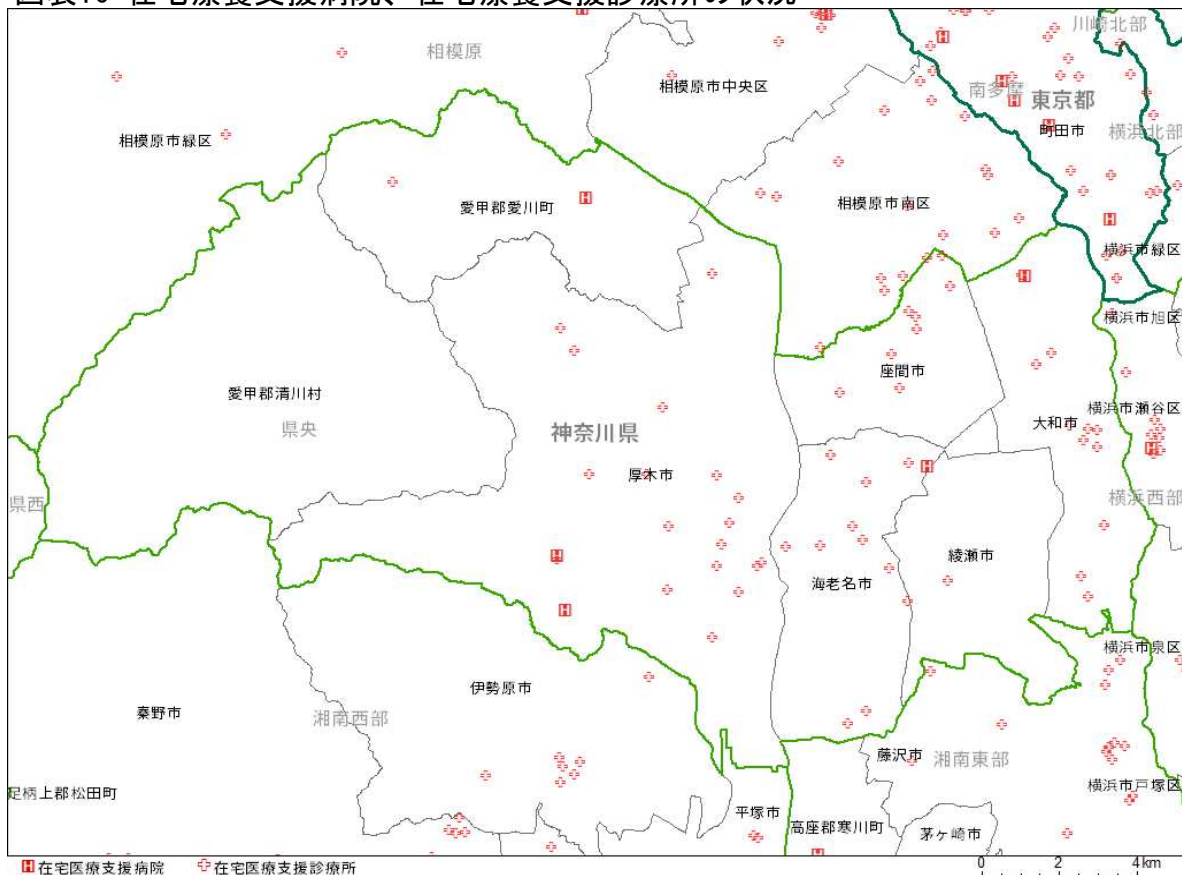 相模原
川崎北部
相模原市中央区
南多摩
東京都
相模原市緑区
町田市
横浜北部
愛甲郡愛川町
相模原市南区
横浜市緑区
横浜市旭区
座間市
愛甲郡清川村
大和市
横浜市瀬谷区
県央
神奈川県
厚木市
県西
横浜西部
綾瀬市
海老名市
横浜市泉区
伊勢原市
秦野市
湘南西部
藤沢市
湘南東部
横浜市戸塚区
足柄上郡松田町
平塚市
高座郡寒川町
茅ヶ崎市
在宅医療支援病院 在宅医療支援診療所
0 2 4km